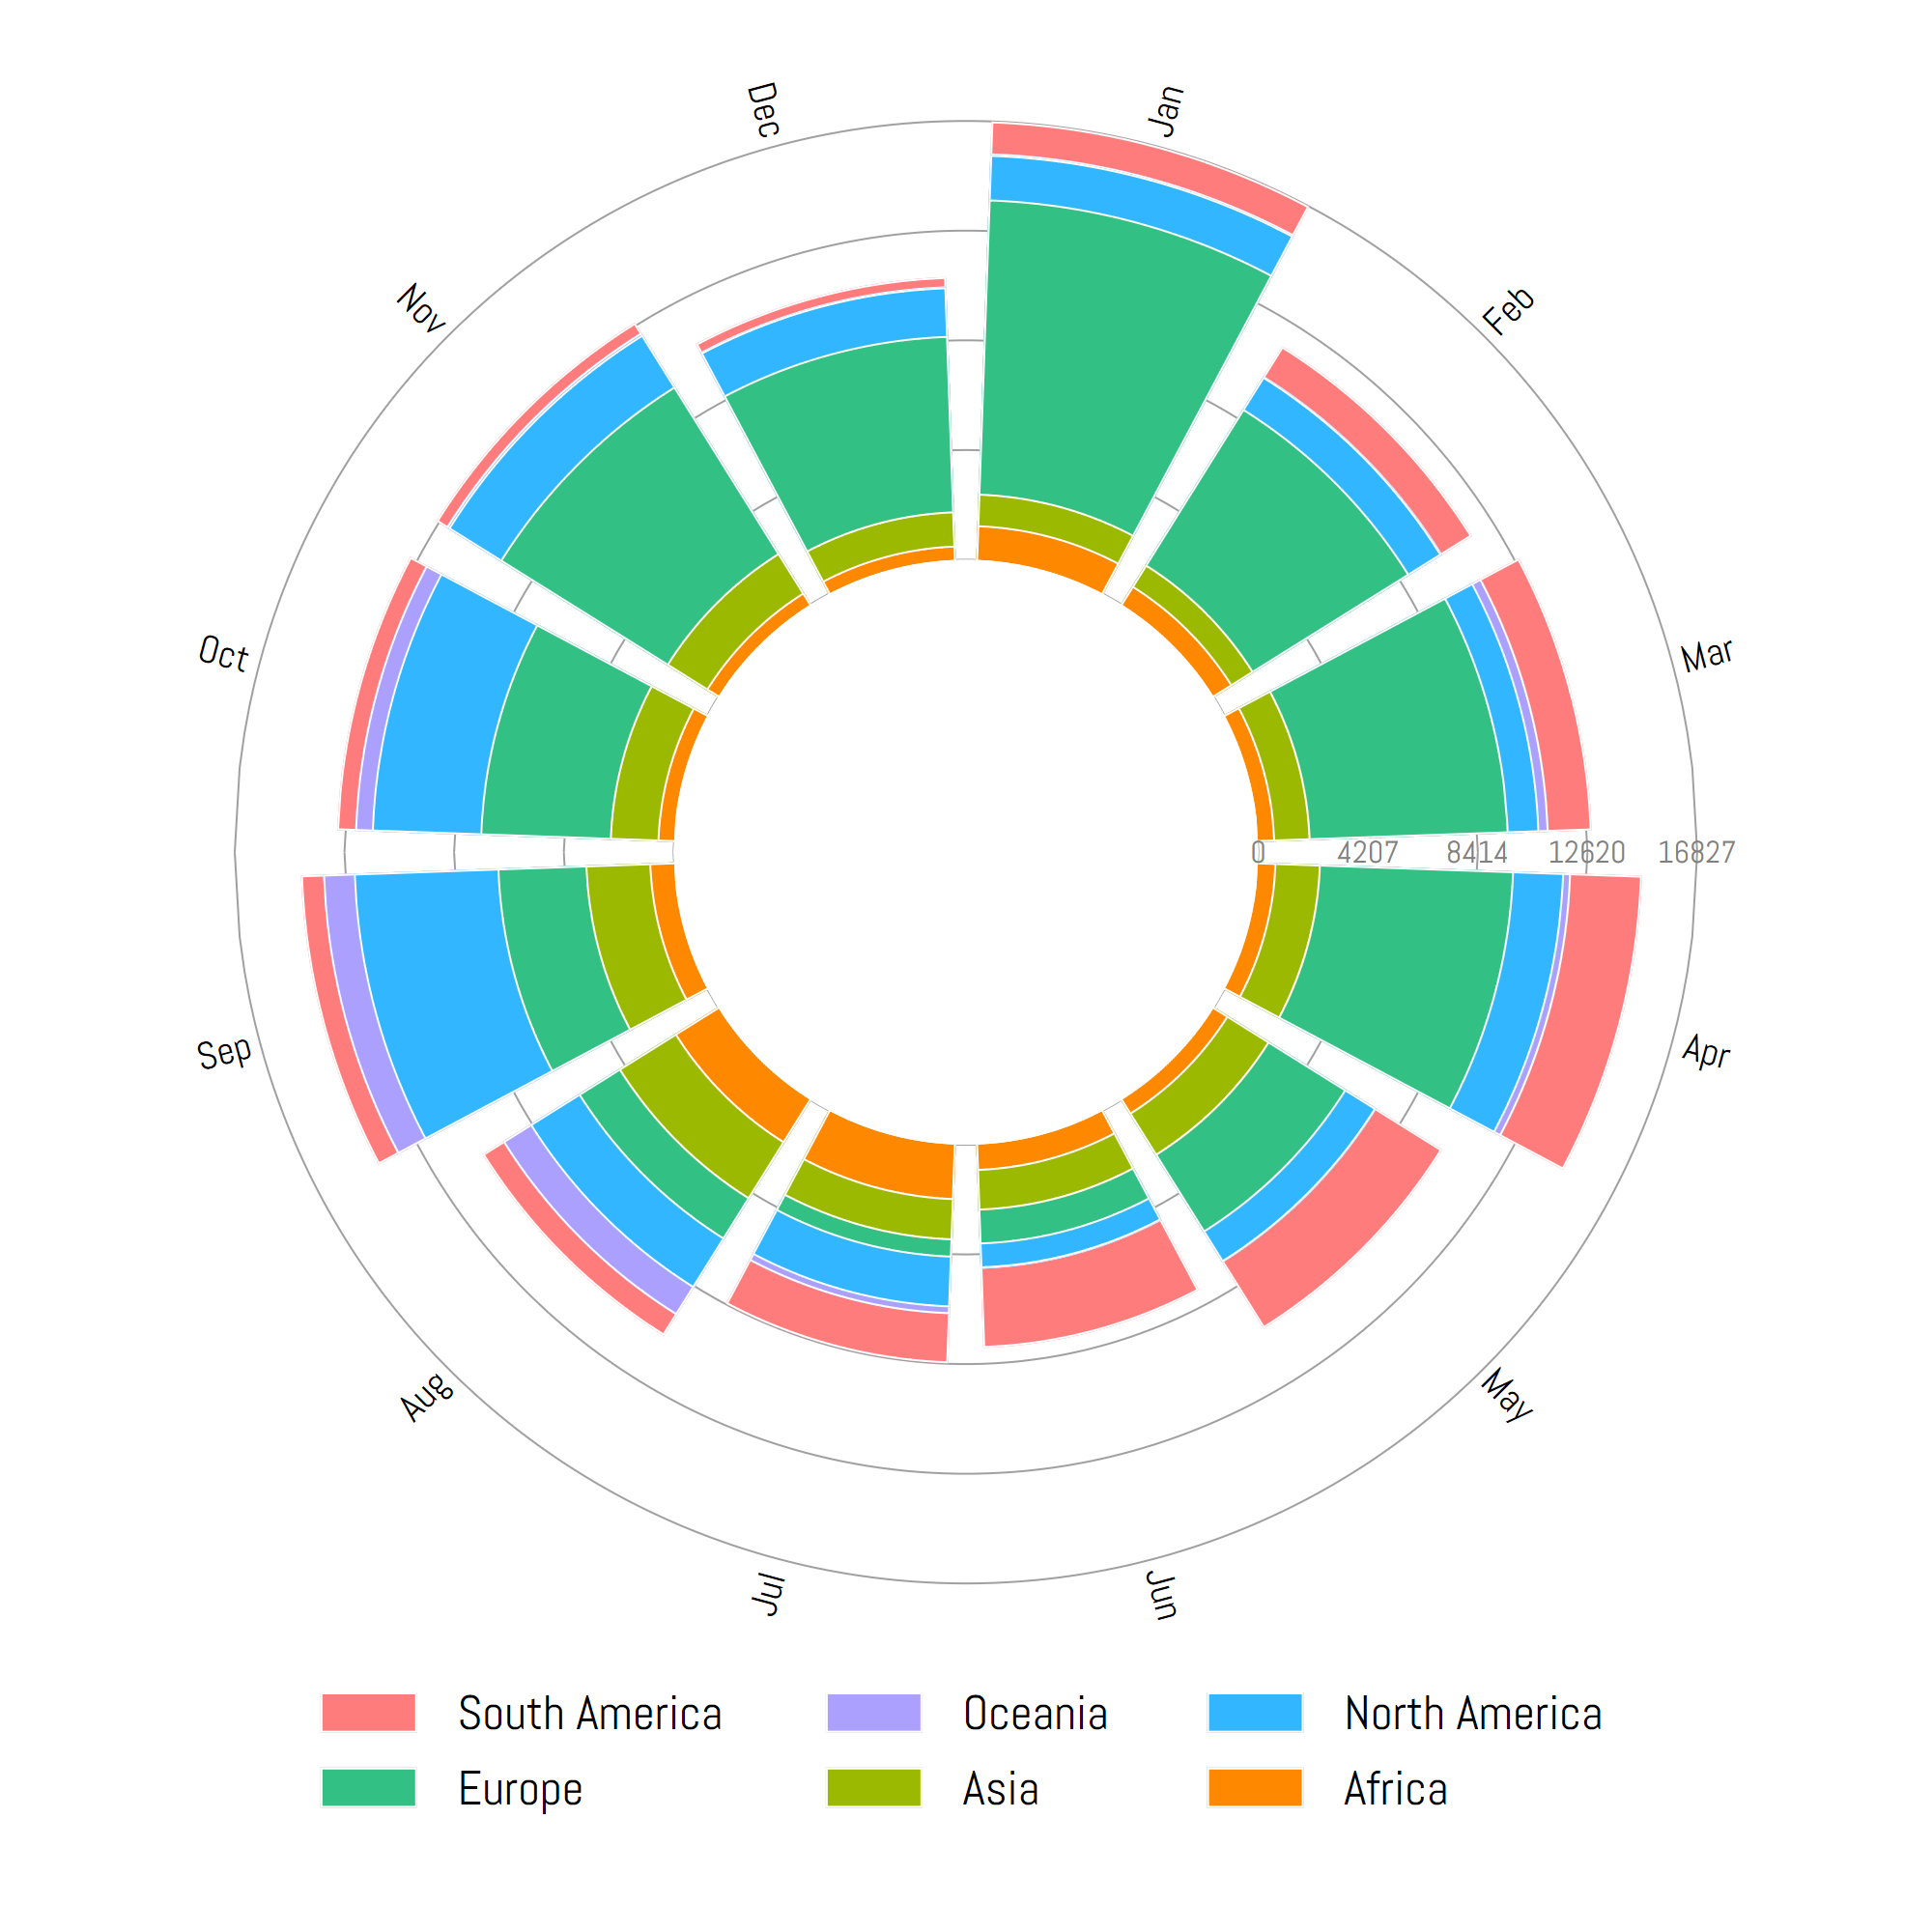 Dec
Jan
Nov
Feb
Oct
Mar
0 4207 8414 12620 16827
Sep
Apr
Aug
May
Jul
Jun
South America
Oceania
North America
Europe
Asia
Africa